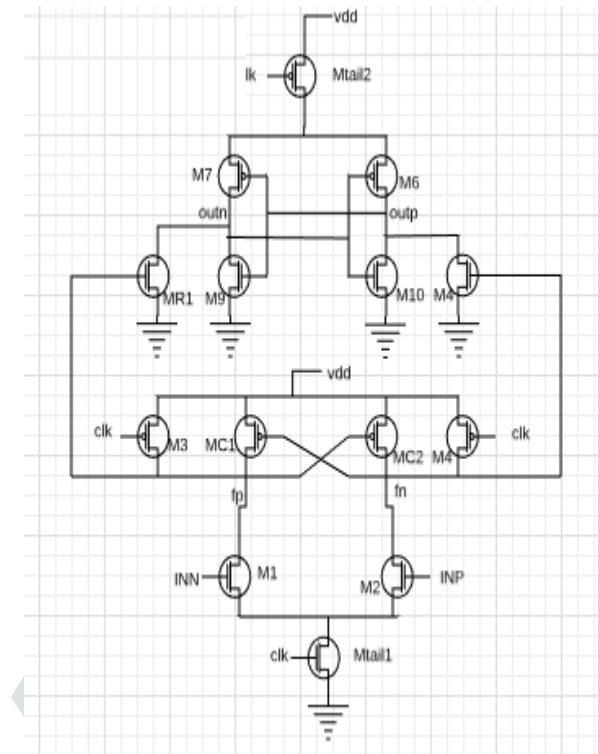 vdd
lk Mtail2
M7 M6
outn outp
MR1 M9 M10 M4
vdd
clk M3 MC1 MC2 M4 clk
fp fn
INN M1 M2 INP
clk Mtail1